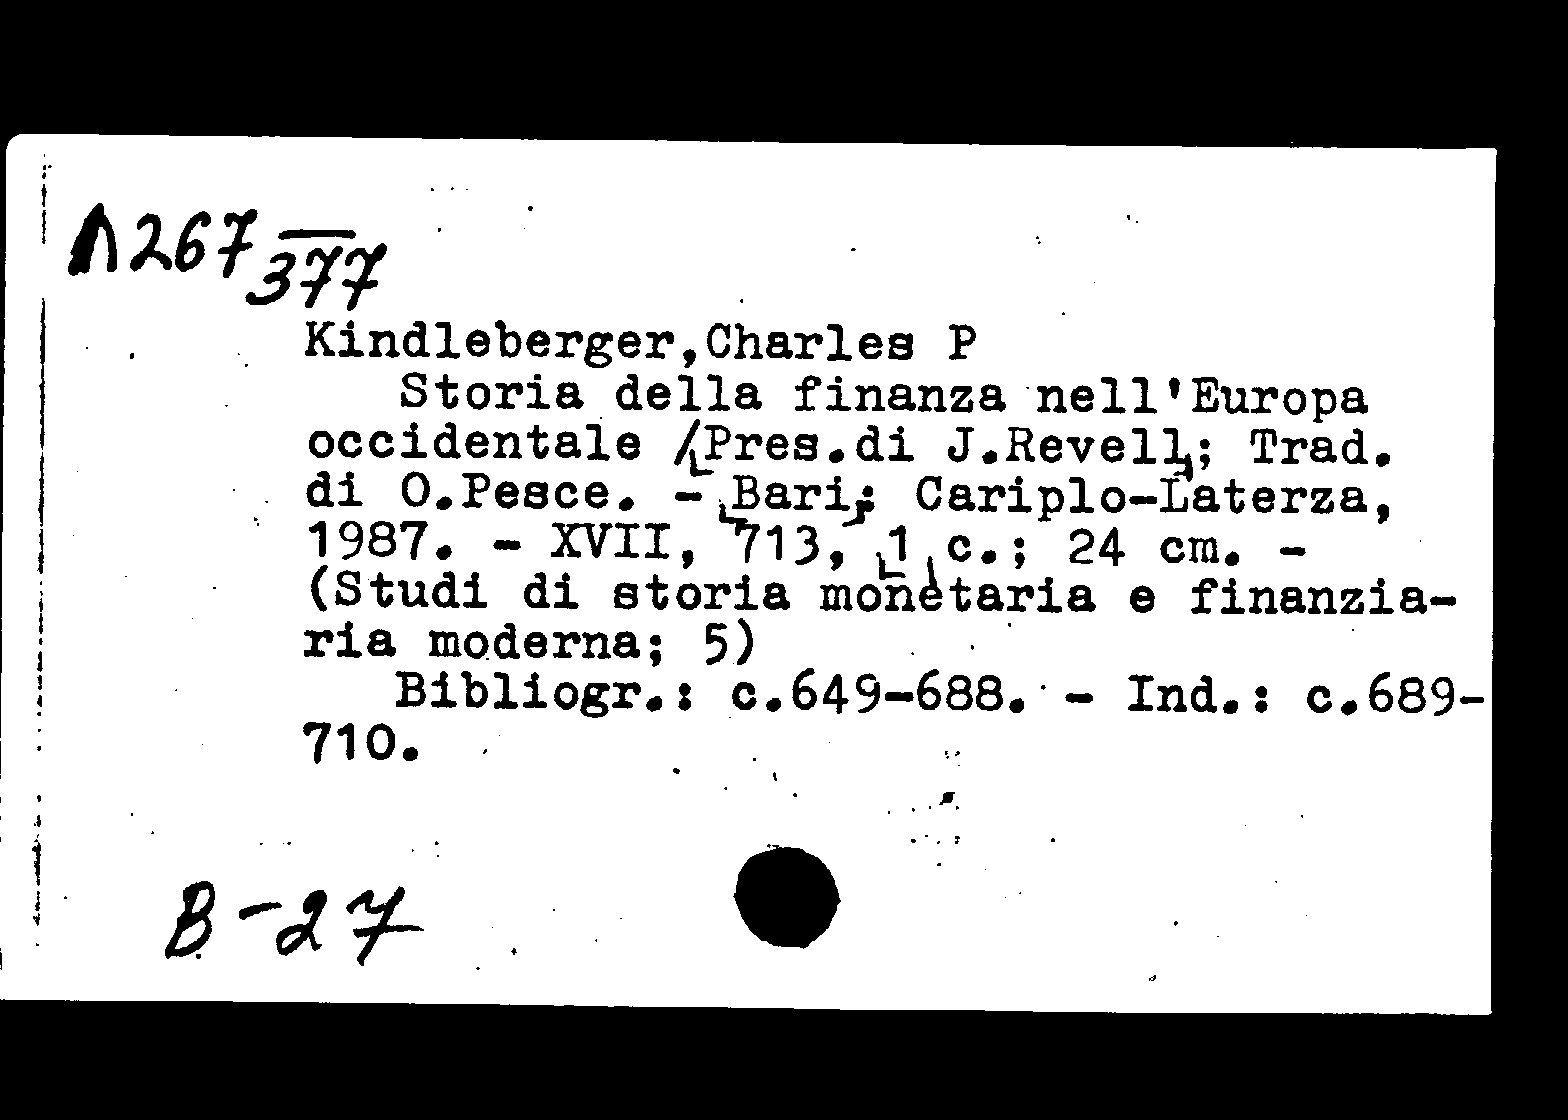 Л267
377
Kindleberger,Charles P
Storia della finanza nell'Europa
occidentale /[Pres.di J.Revell]; Trad.
di O.Pesce. - [Bari]: Cariplo-Laterza,
1987. - XVII, 713, [1] c.; 24 cm. -
(Studi di storia monetaria e finanzia-
ria moderna; 5)
Bibliogr.: c.649-688. - Ind.: c.689-
710.
B-27